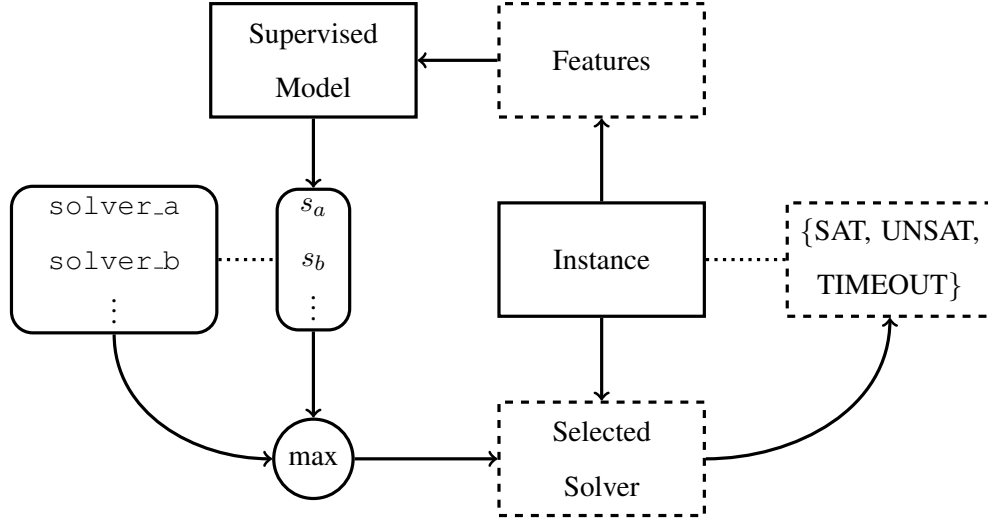 Supervised
Model
Features
solver_a
solver_b
⋮
s_a
s_b
⋮
Instance
{SAT, UNSAT,
TIMEOUT}
max
Selected
Solver